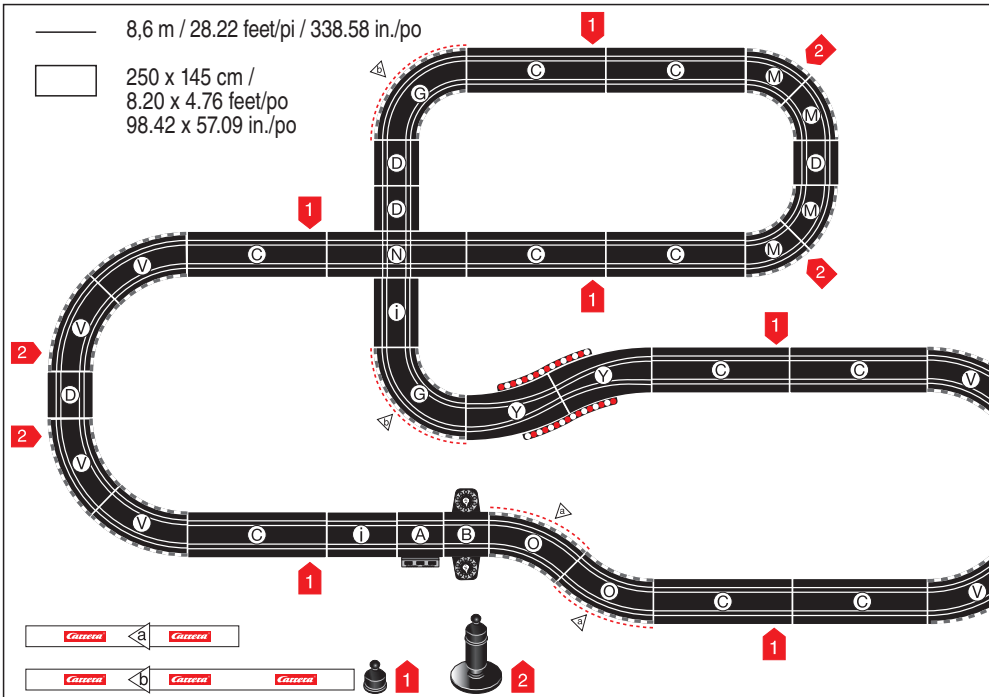 8,6 m / 28.22 feet/pi / 338.58 in./po
250 x 145 cm /
8.20 x 4.76 feet/po
98.42 x 57.09 in./po
1
2
b
G
C
C
M
M
D
D
1
D
M
V
C
N
C
C
M
2
1
i
V
2
1
D
C
C
V
G
Y
Y
b
2
V
V
C
i
A
B
O
a
O
a
C
C
V
1
1
Carrera
a
Carrera
Carrera
b
Carrera
Carrera
1
2